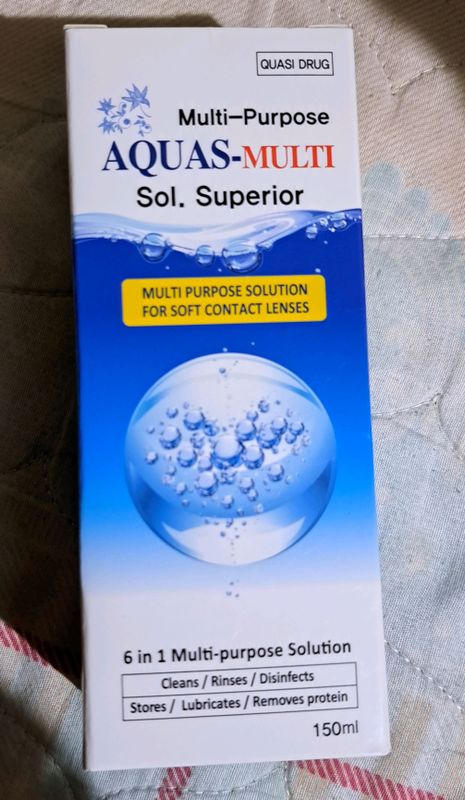 QUASI DRUG
Multi-Purpose
AQUAS-MULTI
Sol. Superior
MULTI PURPOSE SOLUTION
FOR SOFT CONTACT LENSES
6 in 1 Multi-purpose Solution
Cleans / Rinses / Disinfects
Stores / Lubricates / Removes protein
150ml